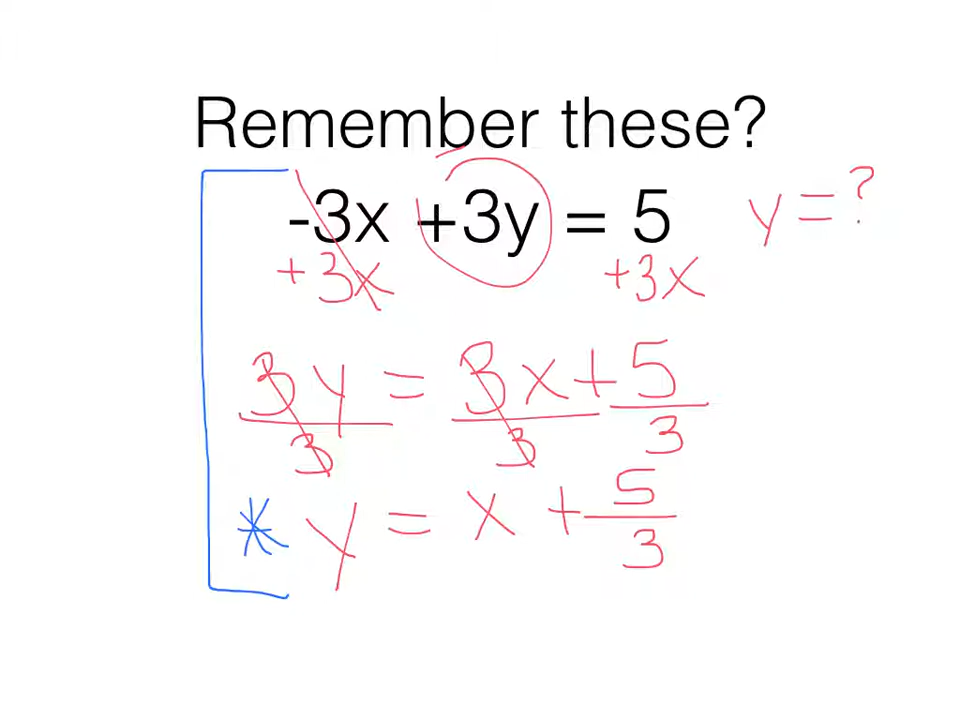 Remember these?
-3x +3y = 5 y = ?
+3x +3x
3y = 3x + 5
3 3 3
* y = x + 5/3